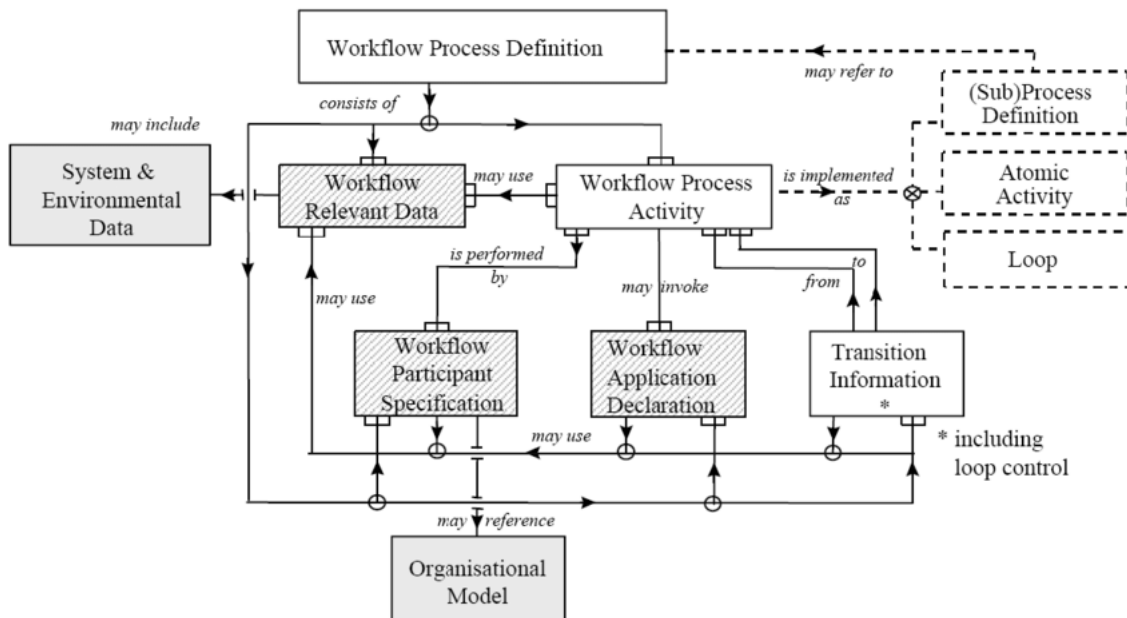 Workflow Process Definition
may refer to
consists of
(Sub)Process
Definition
may include
System &
Environmental
Data
Workflow
Relevant Data
may use
Workflow Process
Activity
is implemented
as
Atomic
Activity
Loop
is performed
by
may use
may invoke
from
to
Workflow
Participant
Specification
Workflow
Application
Declaration
Transition
Information
*
may use
* including
loop control
may reference
Organisational
Model